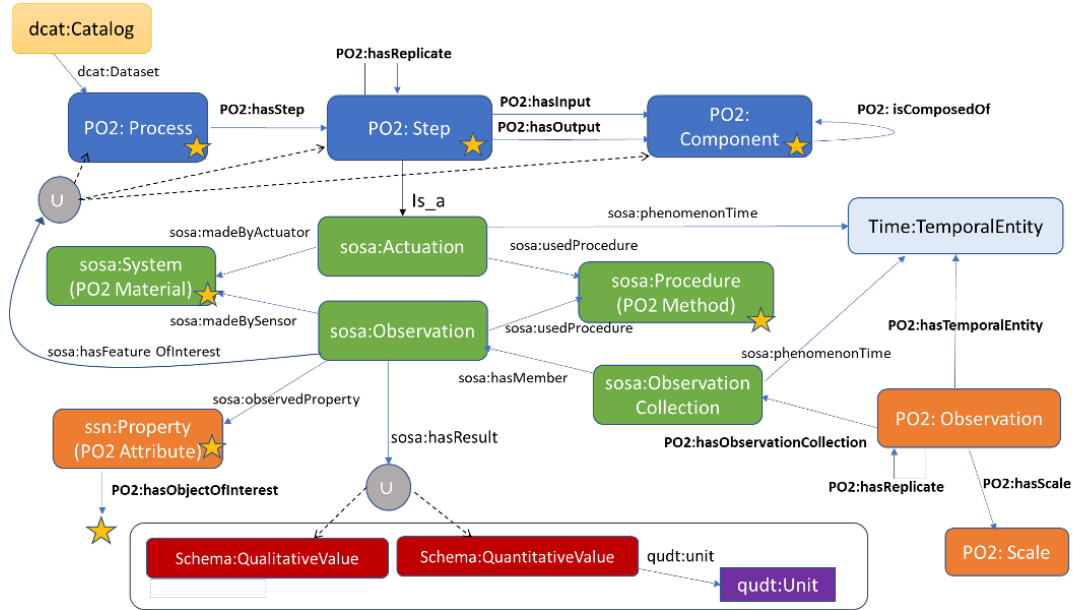 dcat:Catalog
dcat:Dataset
PO2:hasReplicate
PO2: Process
PO2:hasStep
PO2: Step
PO2:hasInput
PO2:hasOutput
PO2:
Component
PO2: isComposedOf
U
Is_a
sosa:phenomenonTime
Time:TemporalEntity
sosa:madeByActuator
sosa:Actuation
sosa:usedProcedure
sosa:System
(PO2 Material)
sosa:Procedure
(PO2 Method)
sosa:madeBySensor
sosa:Observation
sosa:usedProcedure
PO2:hasTemporalEntity
sosa:hasFeature OfInterest
sosa:phenomenonTime
sosa:hasMember
sosa:Observation
Collection
sosa:observedProperty
ssn:Property
(PO2 Attribute)
sosa:hasResult
PO2: Observation
PO2:hasObservationCollection
PO2:hasObjectOfInterest
U
PO2:hasReplicate
PO2:hasScale
Schema:QualitativeValue
Schema:QuantitativeValue
qudt:unit
qudt:Unit
PO2: Scale